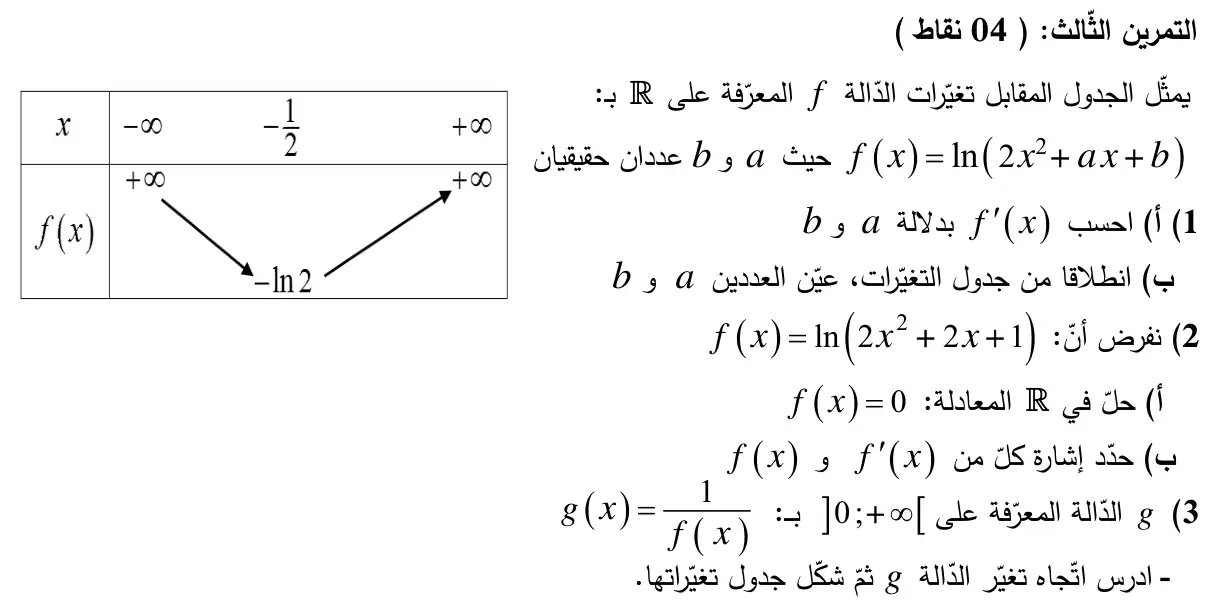 التمرين الثّالث: ( 04 نقاط )
يمثّل الجدول المقابل تغيّرات الدّالة f المعرّفة على ℝ بـ:
f(x) = ln(2x² + ax + b) حيث a و b عددان حقيقيان
1) أ) احسب f'(x) بدلالة a و b
ب) انطلاقا من جدول التغيّرات، عيّن العددين a و b
2) نفرض أنّ: f(x) = ln(2x² + 2x + 1)
أ) حلّ في ℝ المعادلة: f(x) = 0
ب) حدّد إشارة كلّ من f'(x) و f(x)
3) g الدّالة المعرّفة على ]0;+∞[ بـ: g(x) = 1/f(x)
- ادرس اتّجاه تغيّر الدّالة g ثمّ شكّل جدول تغيّراتها.
x −∞ −1/2 +∞
+∞ +∞
f(x)
−ln2